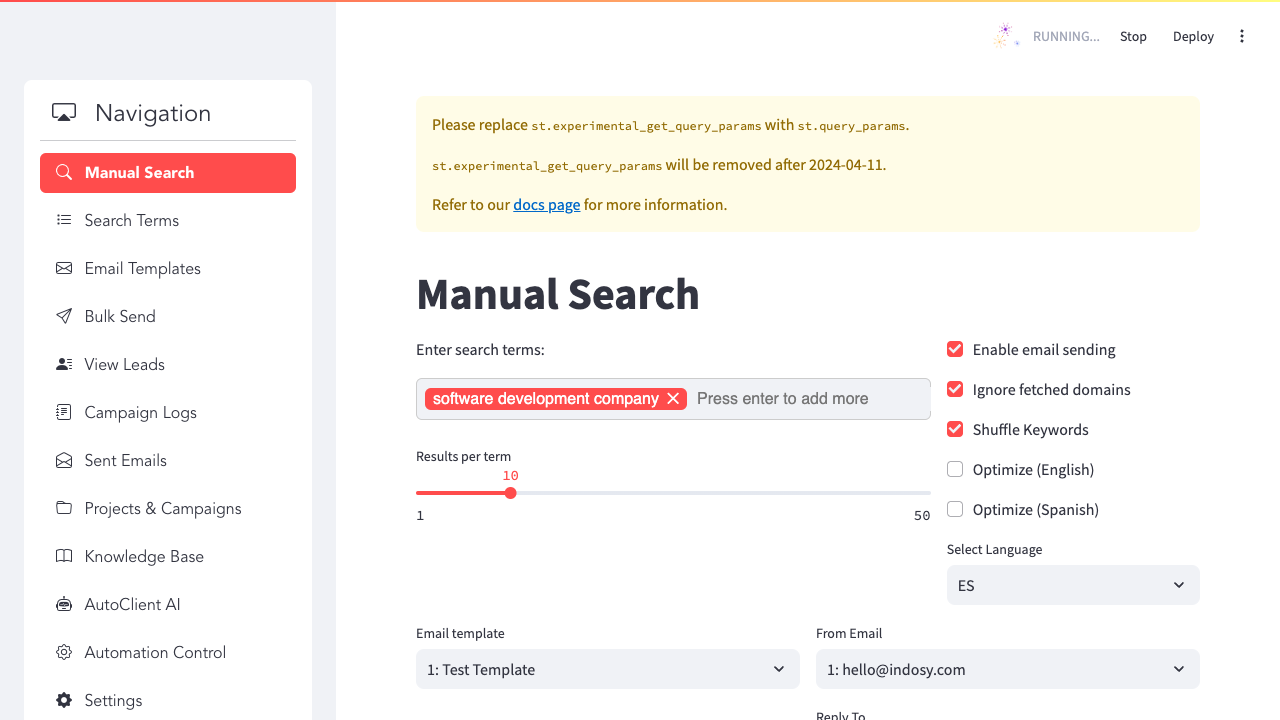 RUNNING...
Stop
Deploy
Navigation
Manual Search
Search Terms
Email Templates
Bulk Send
View Leads
Campaign Logs
Sent Emails
Projects & Campaigns
Knowledge Base
AutoClient AI
Automation Control
Settings
Please replace st.experimental_get_query_params with st.query_params.
st.experimental_get_query_params will be removed after 2024-04-11.
Refer to our docs page for more information.
Manual Search
Enter search terms:
software development company Press enter to add more
Results per term
10
1
50
Enable email sending
Ignore fetched domains
Shuffle Keywords
Optimize (English)
Optimize (Spanish)
Select Language
ES
Email template
1: Test Template
From Email
1: hello@indosy.com
Reply To